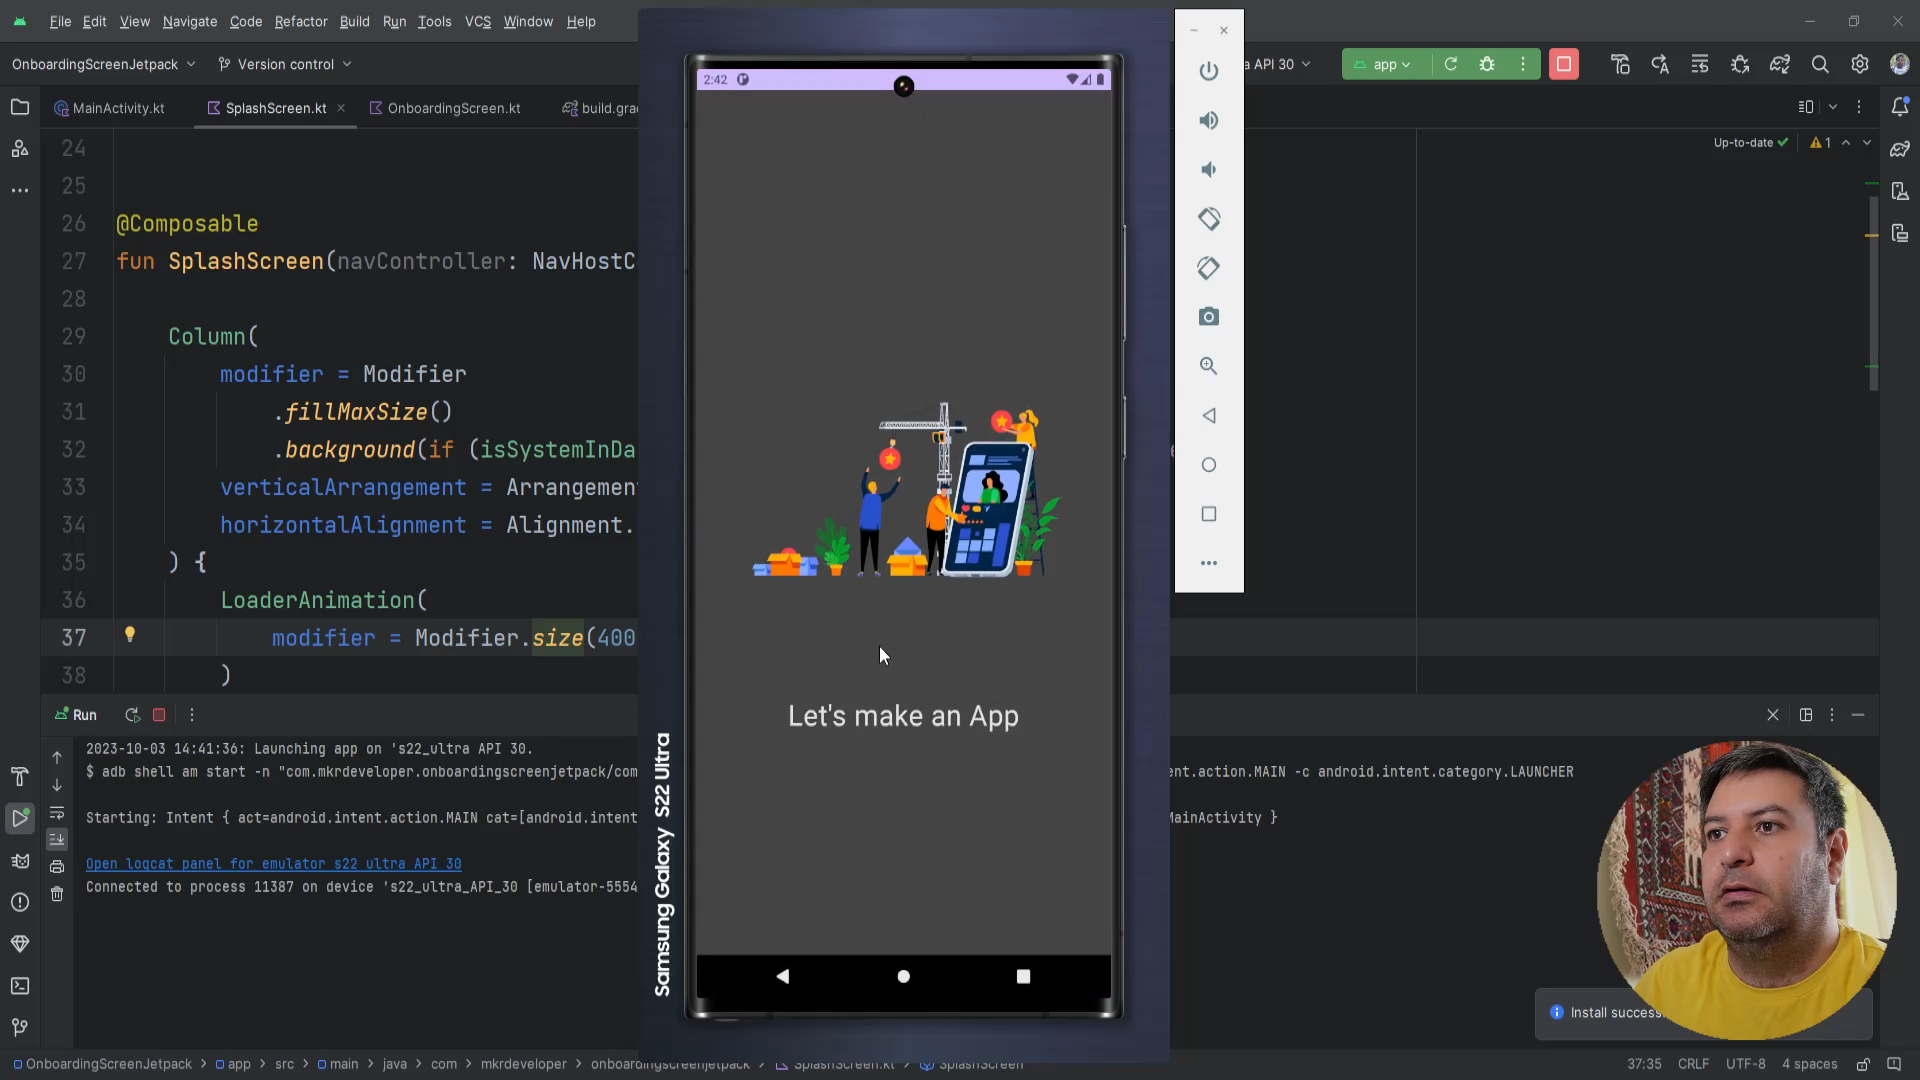 File Edit View Navigate Code Refactor Build Run Tools VCS Window Help
OnboardingScreenJetpack Version control
a API 30 app
MainActivity.kt SplashScreen.kt OnboardingScreen.kt build.gra
Up-to-date 1
24
25
26 @Composable
27 fun SplashScreen(navController: NavHostC
28
29 Column(
30 modifier = Modifier
31 .fillMaxSize()
32 .background(if (isSystemInDa
33 verticalArrangement = Arrangemen
34 horizontalAlignment = Alignment.
35 ) {
36 LoaderAnimation(
37 modifier = Modifier.size(400
38 )
2:42
Let's make an App
Samsung Galaxy S22 Ultra
Run
2023-10-03 14:41:36: Launching app on 's22_ultra API 30.
$ adb shell am start -n "com.mkrdeveloper.onboardingscreenjetpack/com
nt.action.MAIN -c android.intent.category.LAUNCHER
Starting: Intent { act=android.intent.action.MAIN cat=[android.intent
MainActivity }
Open logcat panel for emulator s22 ultra API 30
Connected to process 11387 on device 's22_ultra_API_30 [emulator-5554
Install success
OnboardingScreenJetpack > app > src > main > java > com > mkrdeveloper > onboardingscreenjetpack > SplashScreen.kt > SplashScreen
37:35 CRLF UTF-8 4 spaces